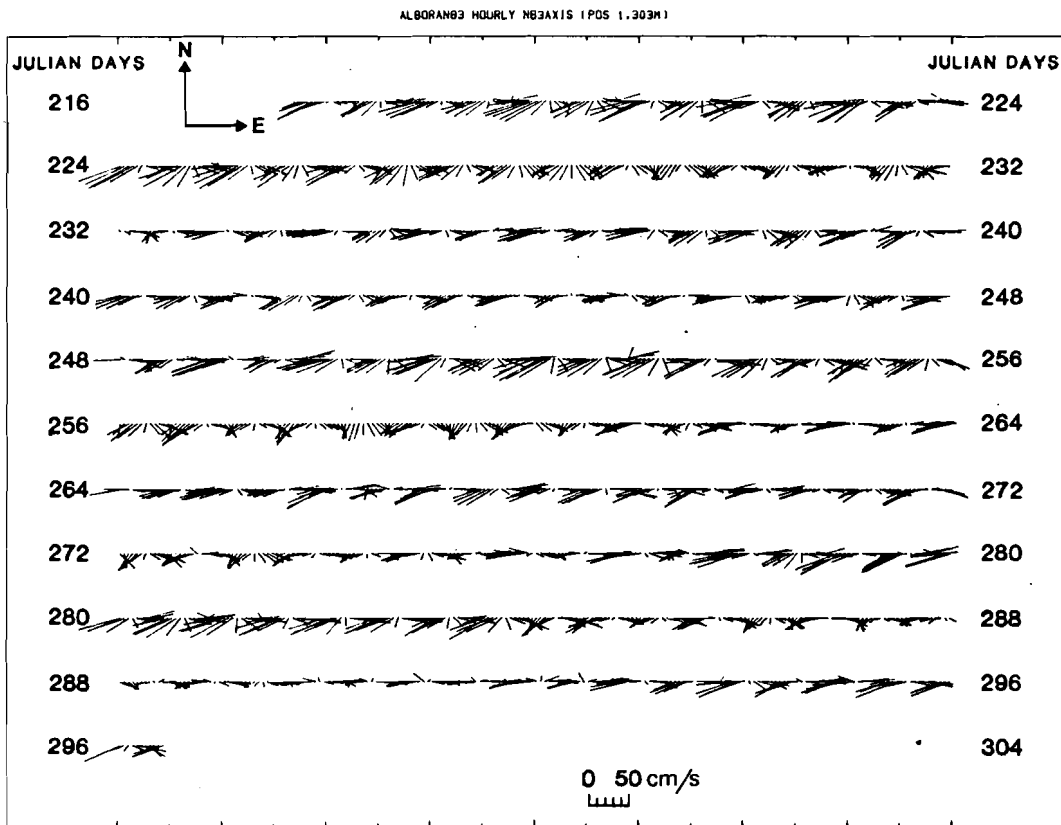 ALBORAN83 HOURLY N83AXIS (POS 1.303M)
JULIAN DAYS N JULIAN DAYS
E
216 224
224 232
232 240
240 248
248 256
256 264
264 272
272 280
280 288
288 296
296 304
0 50 cm/s